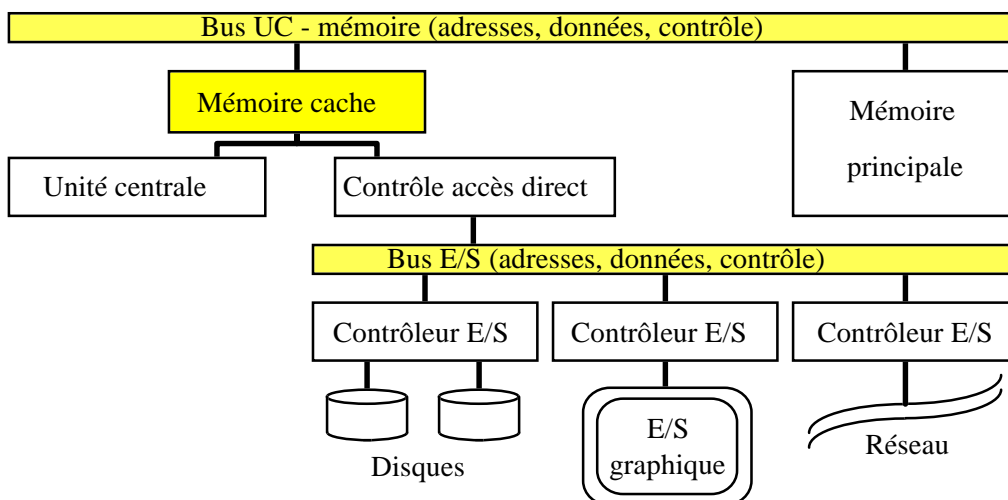 Bus UC - mémoire (adresses, données, contrôle)
Mémoire cache
Mémoire
principale
Unité centrale
Contrôle accès direct
Bus E/S (adresses, données, contrôle)
Contrôleur E/S
Contrôleur E/S
Contrôleur E/S
Disques
E/S
graphique
Réseau